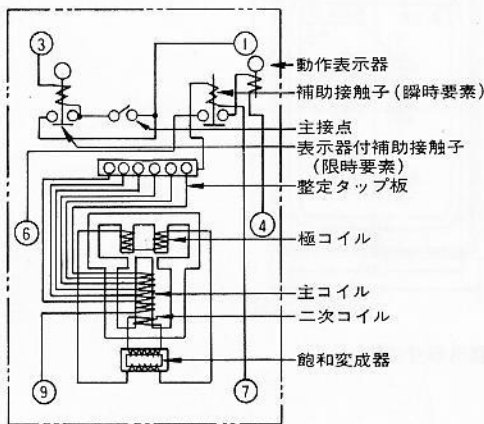 ③
①
動作表示器
補助接触子(瞬時要素)
主接点
表示器付補助接触子
(限時要素)
整定タップ板
⑥
④
極コイル
主コイル
二次コイル
飽和変成器
⑨
⑦